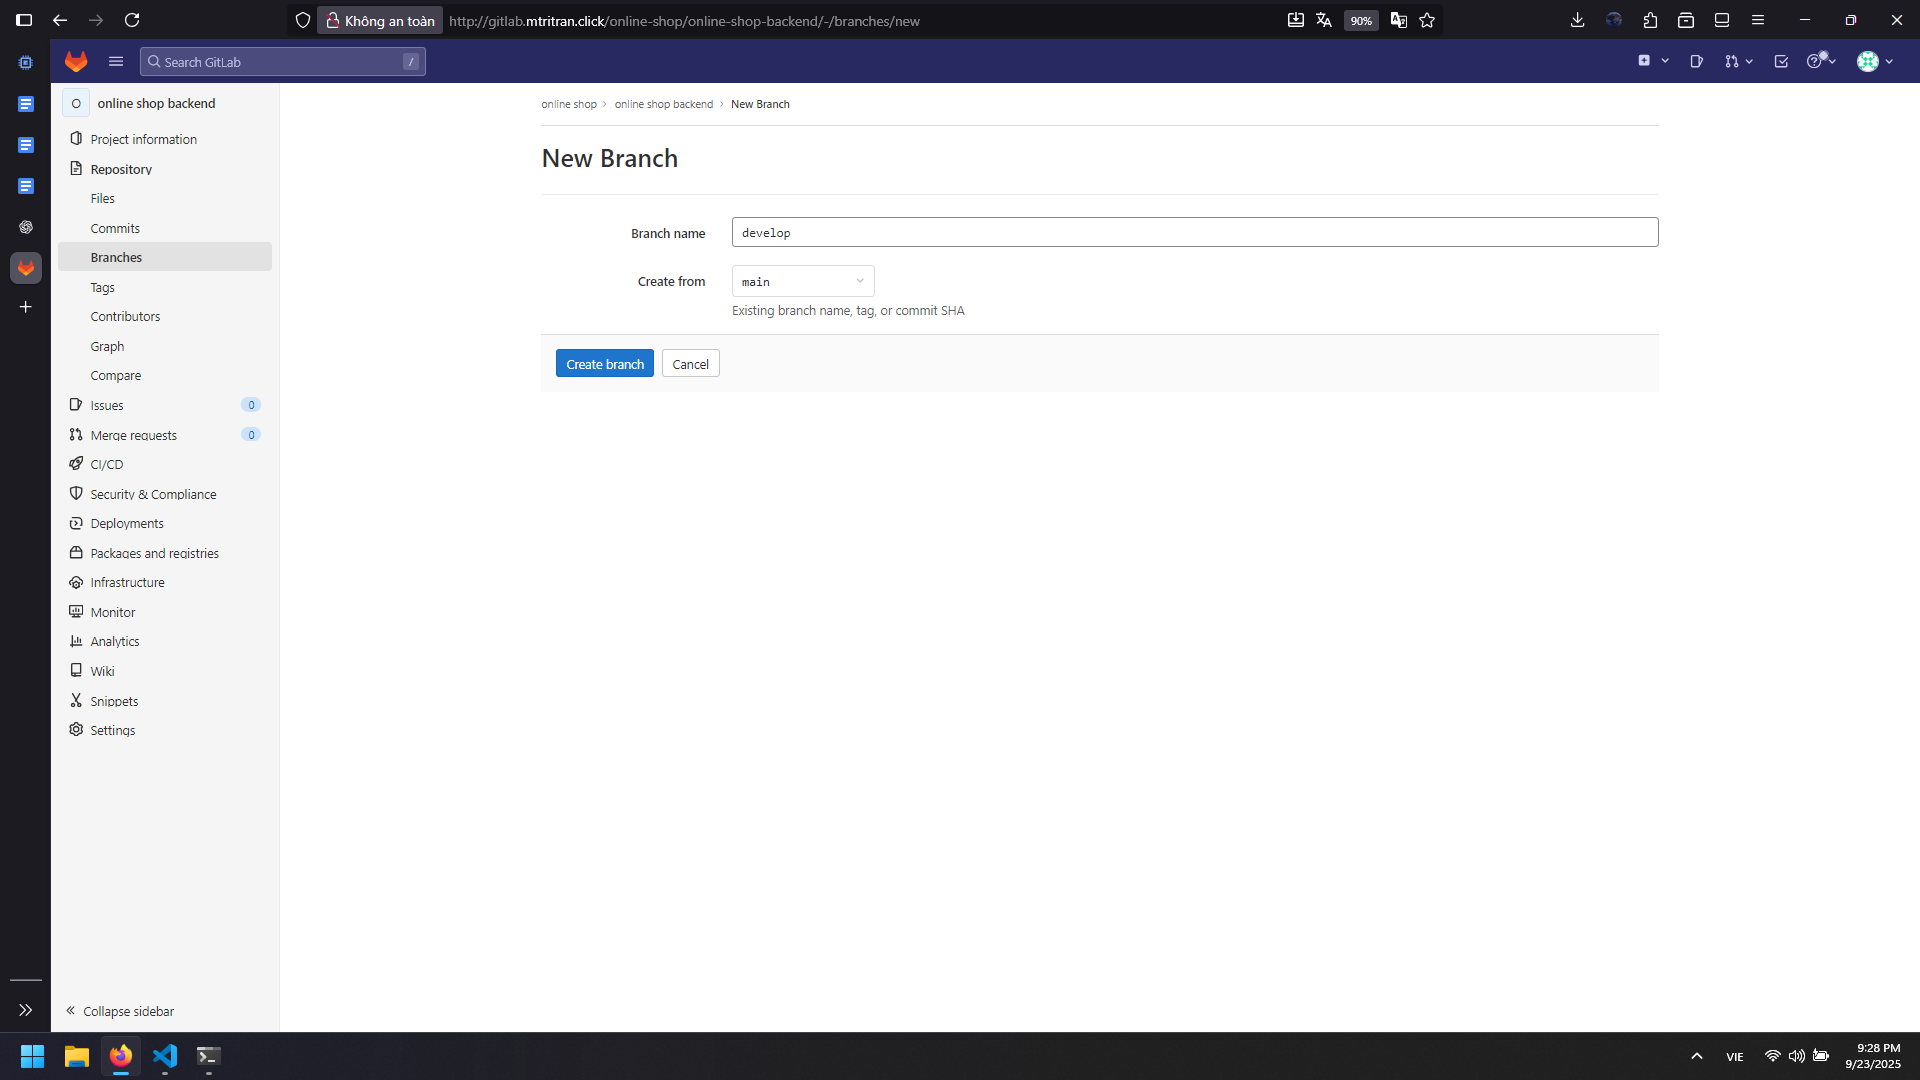 Không an toàn
http://gitlab.mtritran.click/online-shop/online-shop-backend/-/branches/new
90%
Search GitLab
/
O
online shop backend
Project information
Repository
Files
Commits
Branches
Tags
Contributors
Graph
Compare
Issues 0
Merge requests 0
CI/CD
Security & Compliance
Deployments
Packages and registries
Infrastructure
Monitor
Analytics
Wiki
Snippets
Settings
Collapse sidebar
online shop > online shop backend > New Branch
New Branch
Branch name
develop
Create from
main
Existing branch name, tag, or commit SHA
Create branch
Cancel
VIE
9:28 PM
9/23/2025